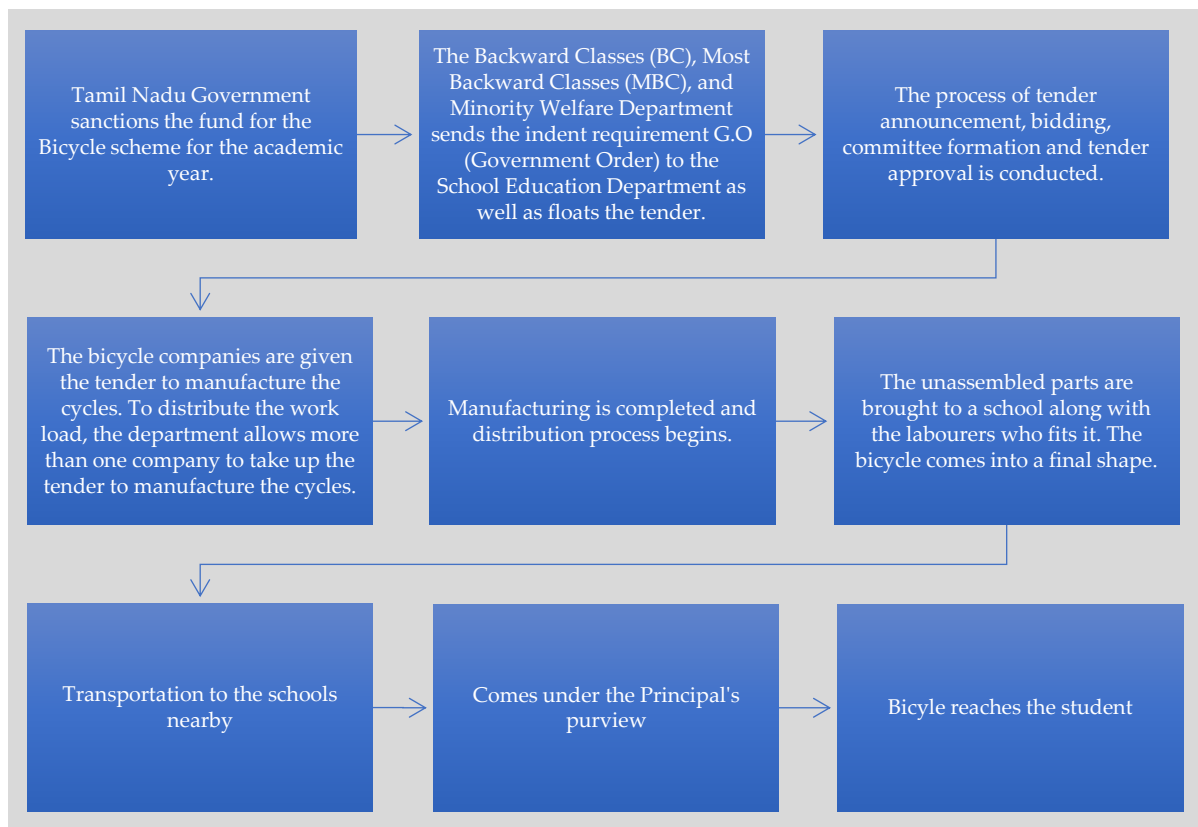 Tamil Nadu Government
sanctions the fund for the
Bicycle scheme for the academic
year.
The Backward Classes (BC), Most
Backward Classes (MBC), and
Minority Welfare Department
sends the indent requirement G.O
(Government Order) to the
School Education Department as
well as floats the tender.
The process of tender
announcement, bidding,
committee formation and tender
approval is conducted.
The bicycle companies are given
the tender to manufacture the
cycles. To distribute the work
load, the department allows more
than one company to take up the
tender to manufacture the cycles.
Manufacturing is completed and
distribution process begins.
The unassembled parts are
brought to a school along with
the labourers who fits it. The
bicycle comes into a final shape.
Transportation to the schools
nearby
Comes under the Principal's
purview
Bicyle reaches the student